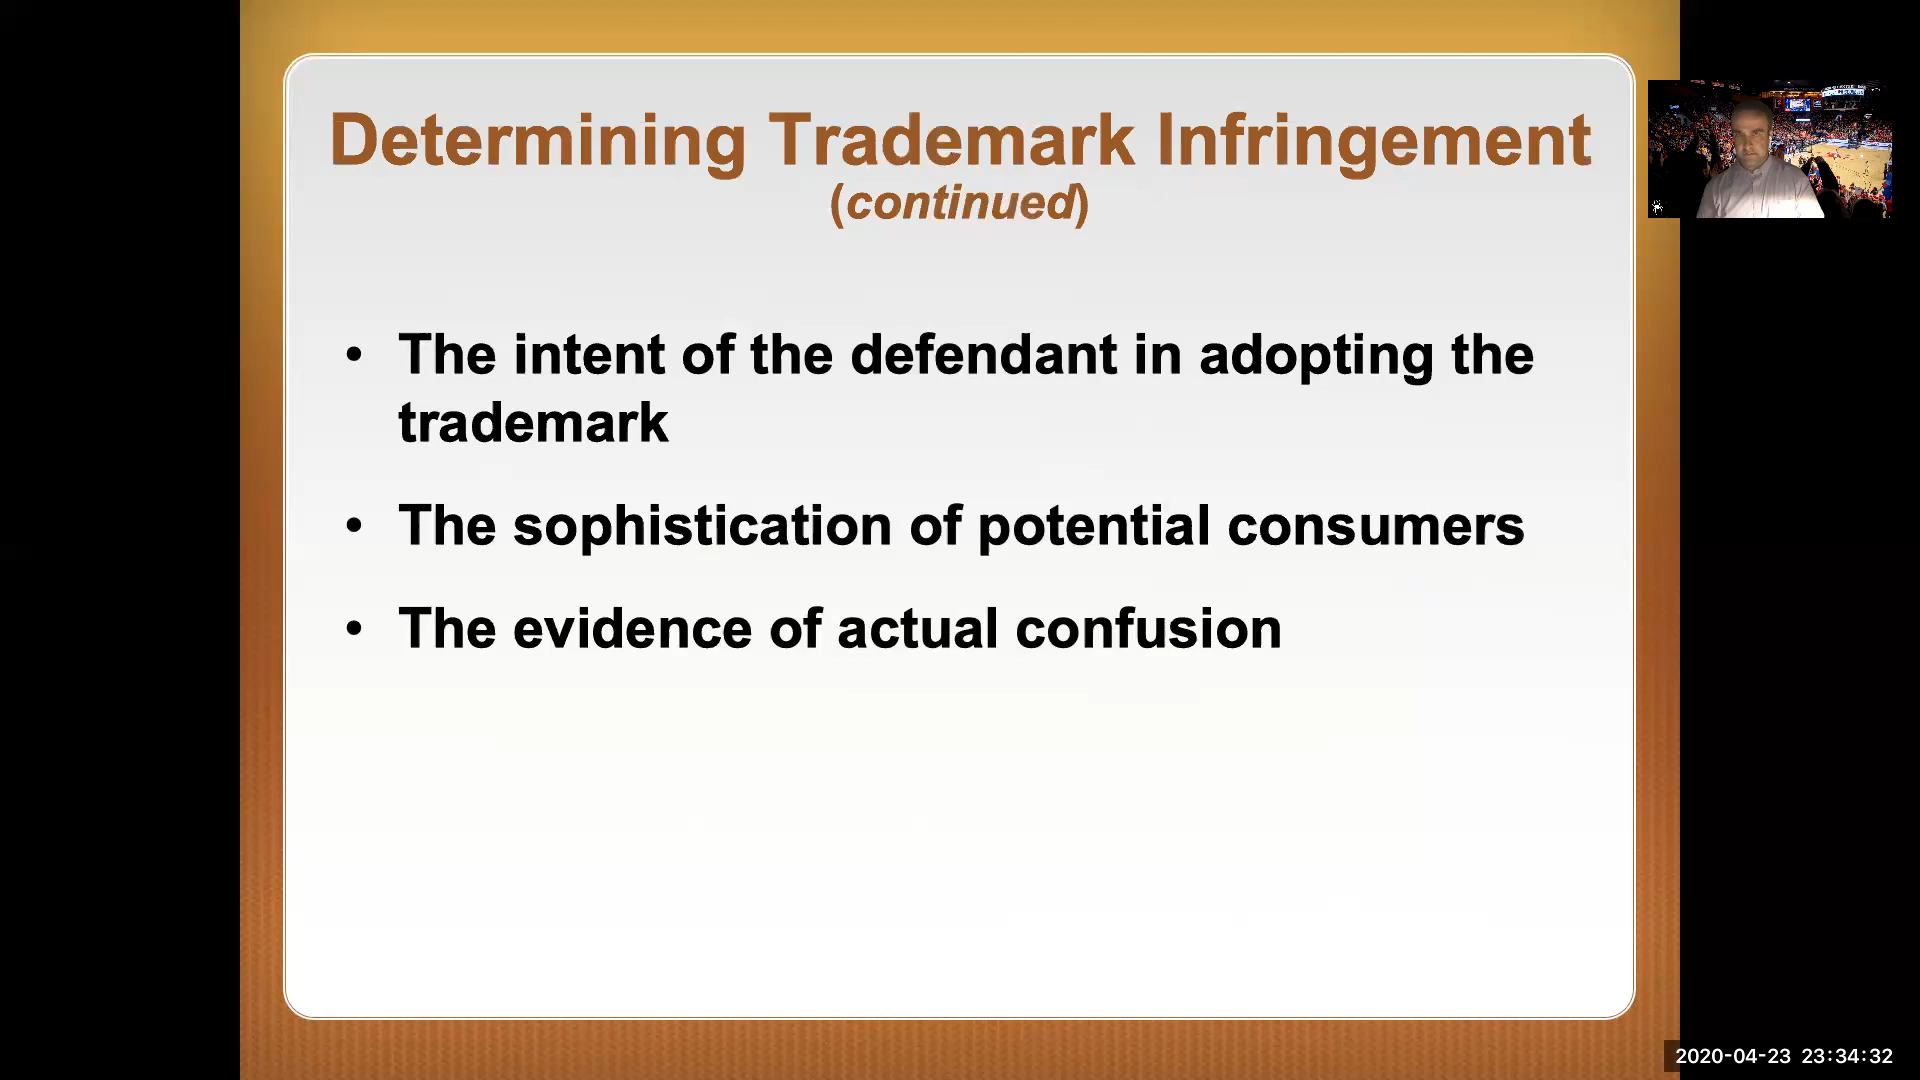 Determining Trademark Infringement
(continued)
• The intent of the defendant in adopting the
trademark
• The sophistication of potential consumers
• The evidence of actual confusion
2020-04-23 23:34:32